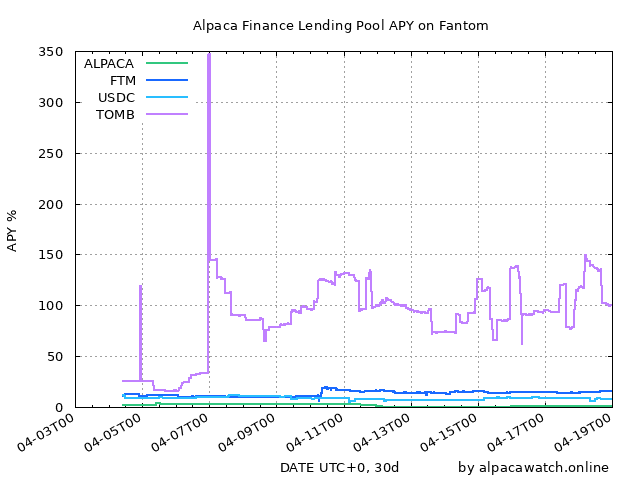 Alpaca Finance Lending Pool APY on Fantom
350
300
250
200
150
100
50
0
APY %
ALPACA
FTM
USDC
TOMB
04-03T00
04-05T00
04-07T00
04-09T00
04-11T00
04-13T00
04-15T00
04-17T00
04-19T00
DATE UTC+0, 30d
by alpacawatch.online